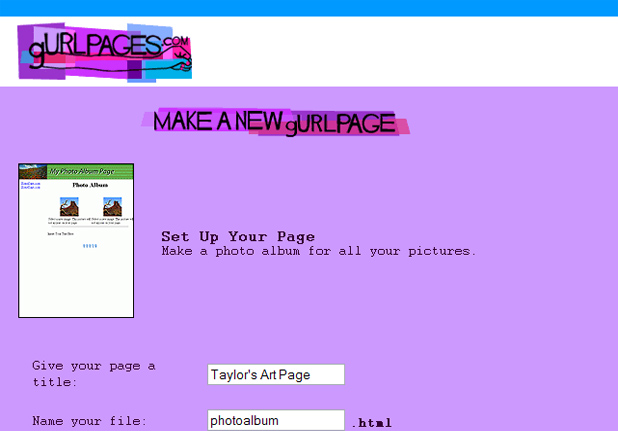 gURLPAGES.COM
MAKE A NEW gURLPAGE
My Photo Album Page
Photo Album
Set Up Your Page
Make a photo album for all your pictures.
Give your page a
title:
Taylor's Art Page
Name your file:
photoalbum
.html